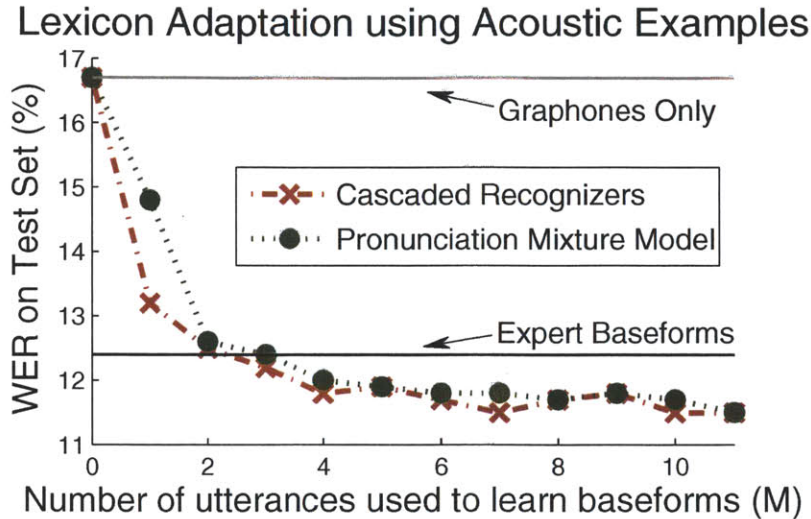 Lexicon Adaptation using Acoustic Examples
WER on Test Set (%)
17
16
15
14
13
12
11
Graphones Only
Cascaded Recognizers
Pronunciation Mixture Model
Expert Baseforms
0
2
4
6
8
10
Number of utterances used to learn baseforms (M)